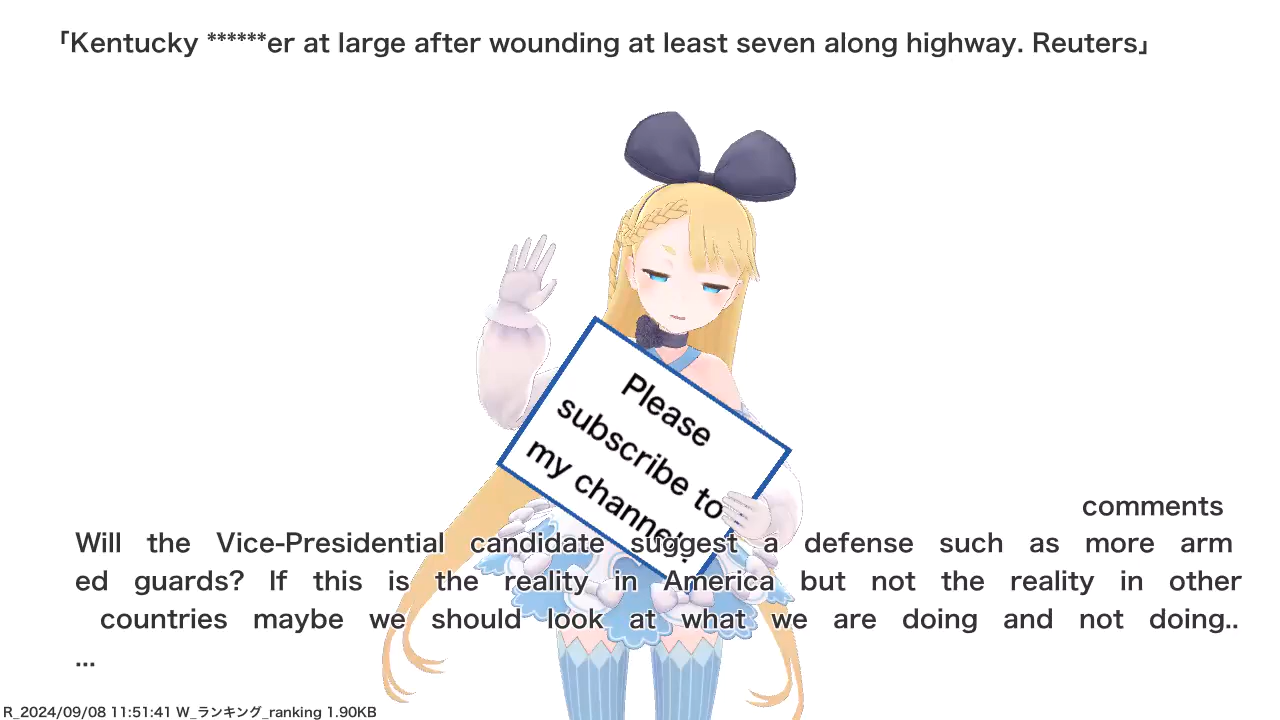 「Kentucky ******er at large after wounding at least seven along highway. Reuters」
Please
subscribe to
my channel!
comments
Will the Vice-Presidential candidate suggest a defense such as more arm
ed guards? If this is the reality in America but not the reality in other
countries maybe we should look at what we are doing and not doing..
...
R_2024/09/08 11:51:41 W_ランキング_ranking 1.90KB